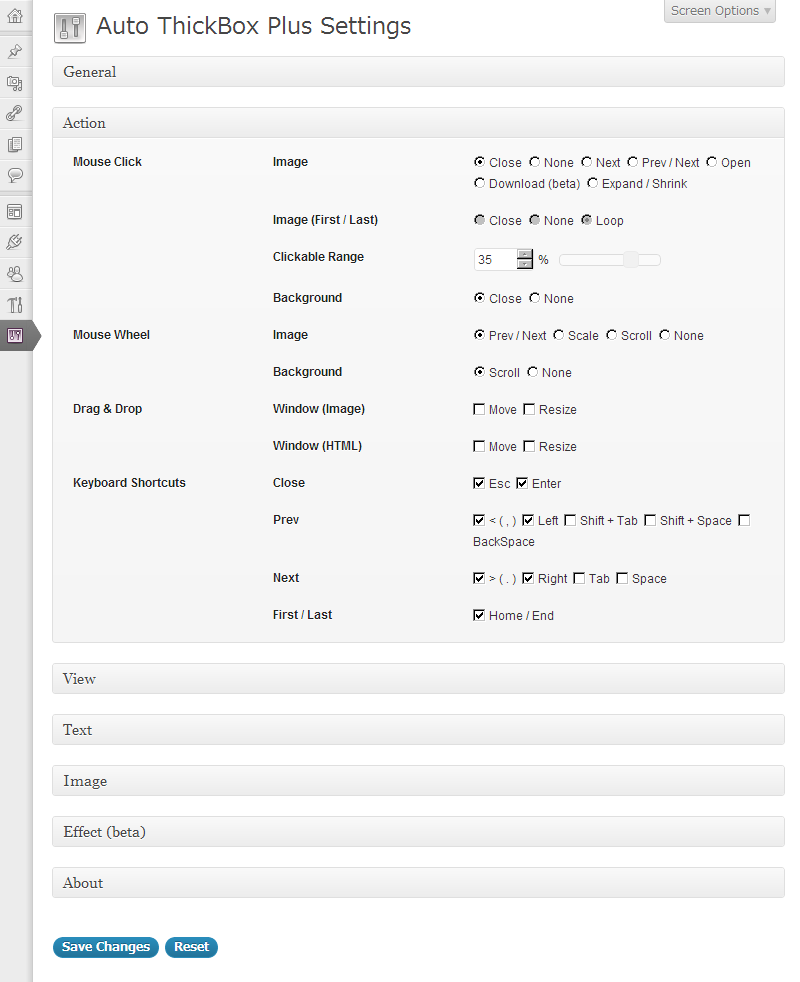 Screen Options
Auto ThickBox Plus Settings
General
Action
Mouse Click Image Close None Next Prev / Next Open
Download (beta) Expand / Shrink
Image (First / Last) Close None Loop
Clickable Range 35 %
Background Close None
Mouse Wheel Image Prev / Next Scale Scroll None
Background Scroll None
Drag & Drop Window (Image) Move Resize
Window (HTML) Move Resize
Keyboard Shortcuts Close Esc Enter
Prev < ( , ) Left Shift + Tab Shift + Space
BackSpace
Next > ( . ) Right Tab Space
First / Last Home / End
View
Text
Image
Effect (beta)
About
Save Changes Reset